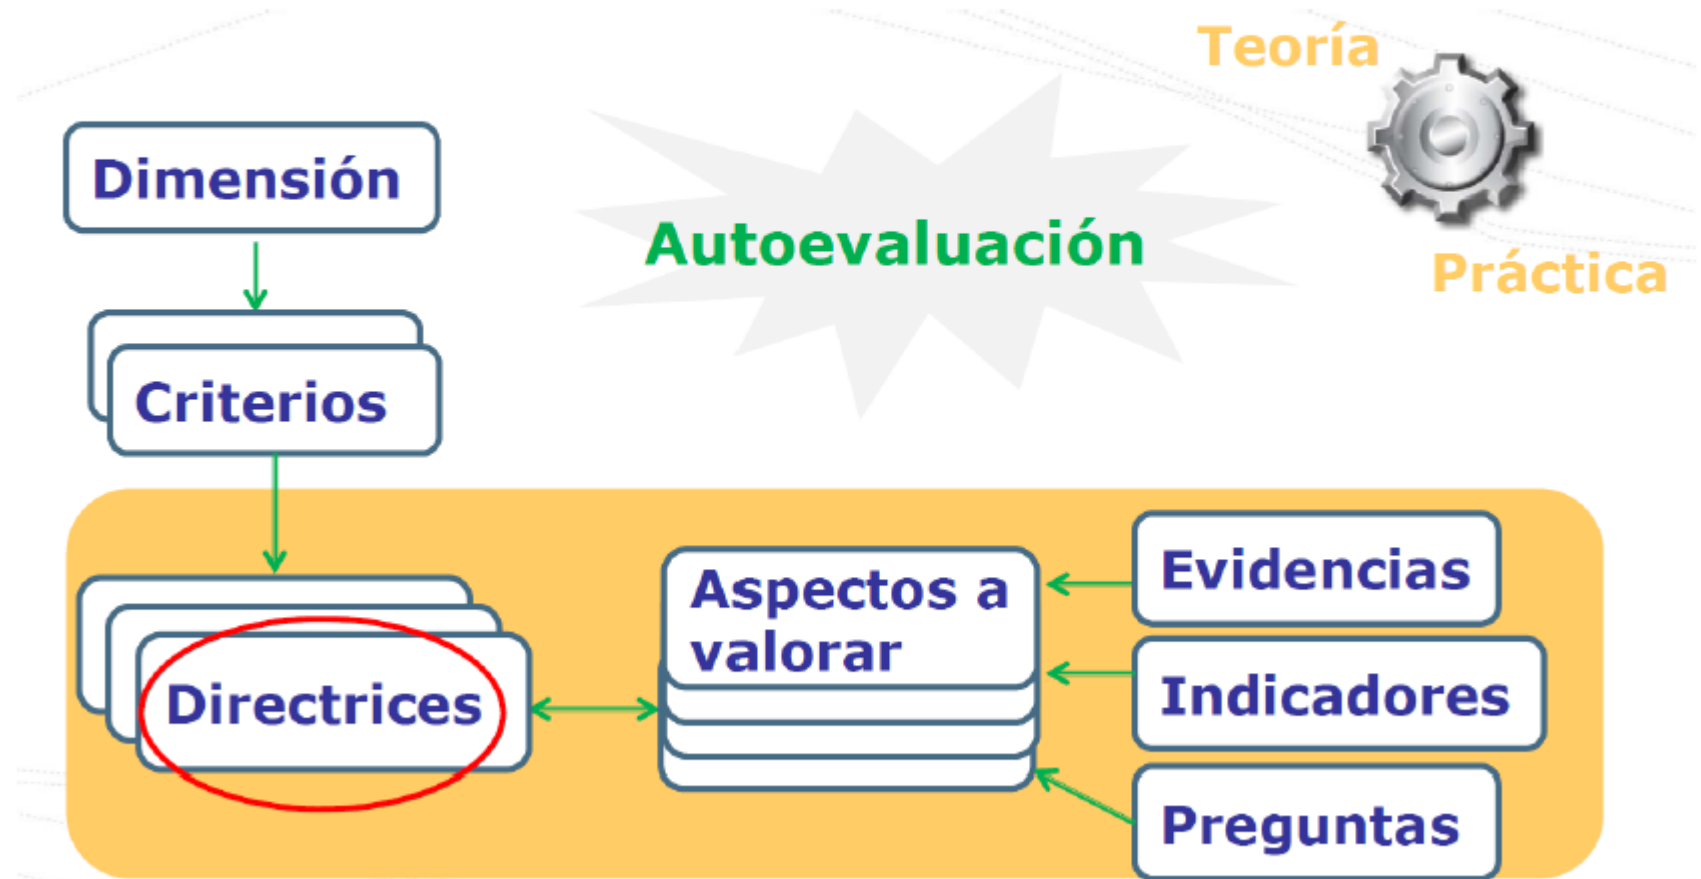 Teoría
Práctica
Dimensión
Autoevaluación
Criterios
Directrices
Aspectos a
valorar
Evidencias
Indicadores
Preguntas